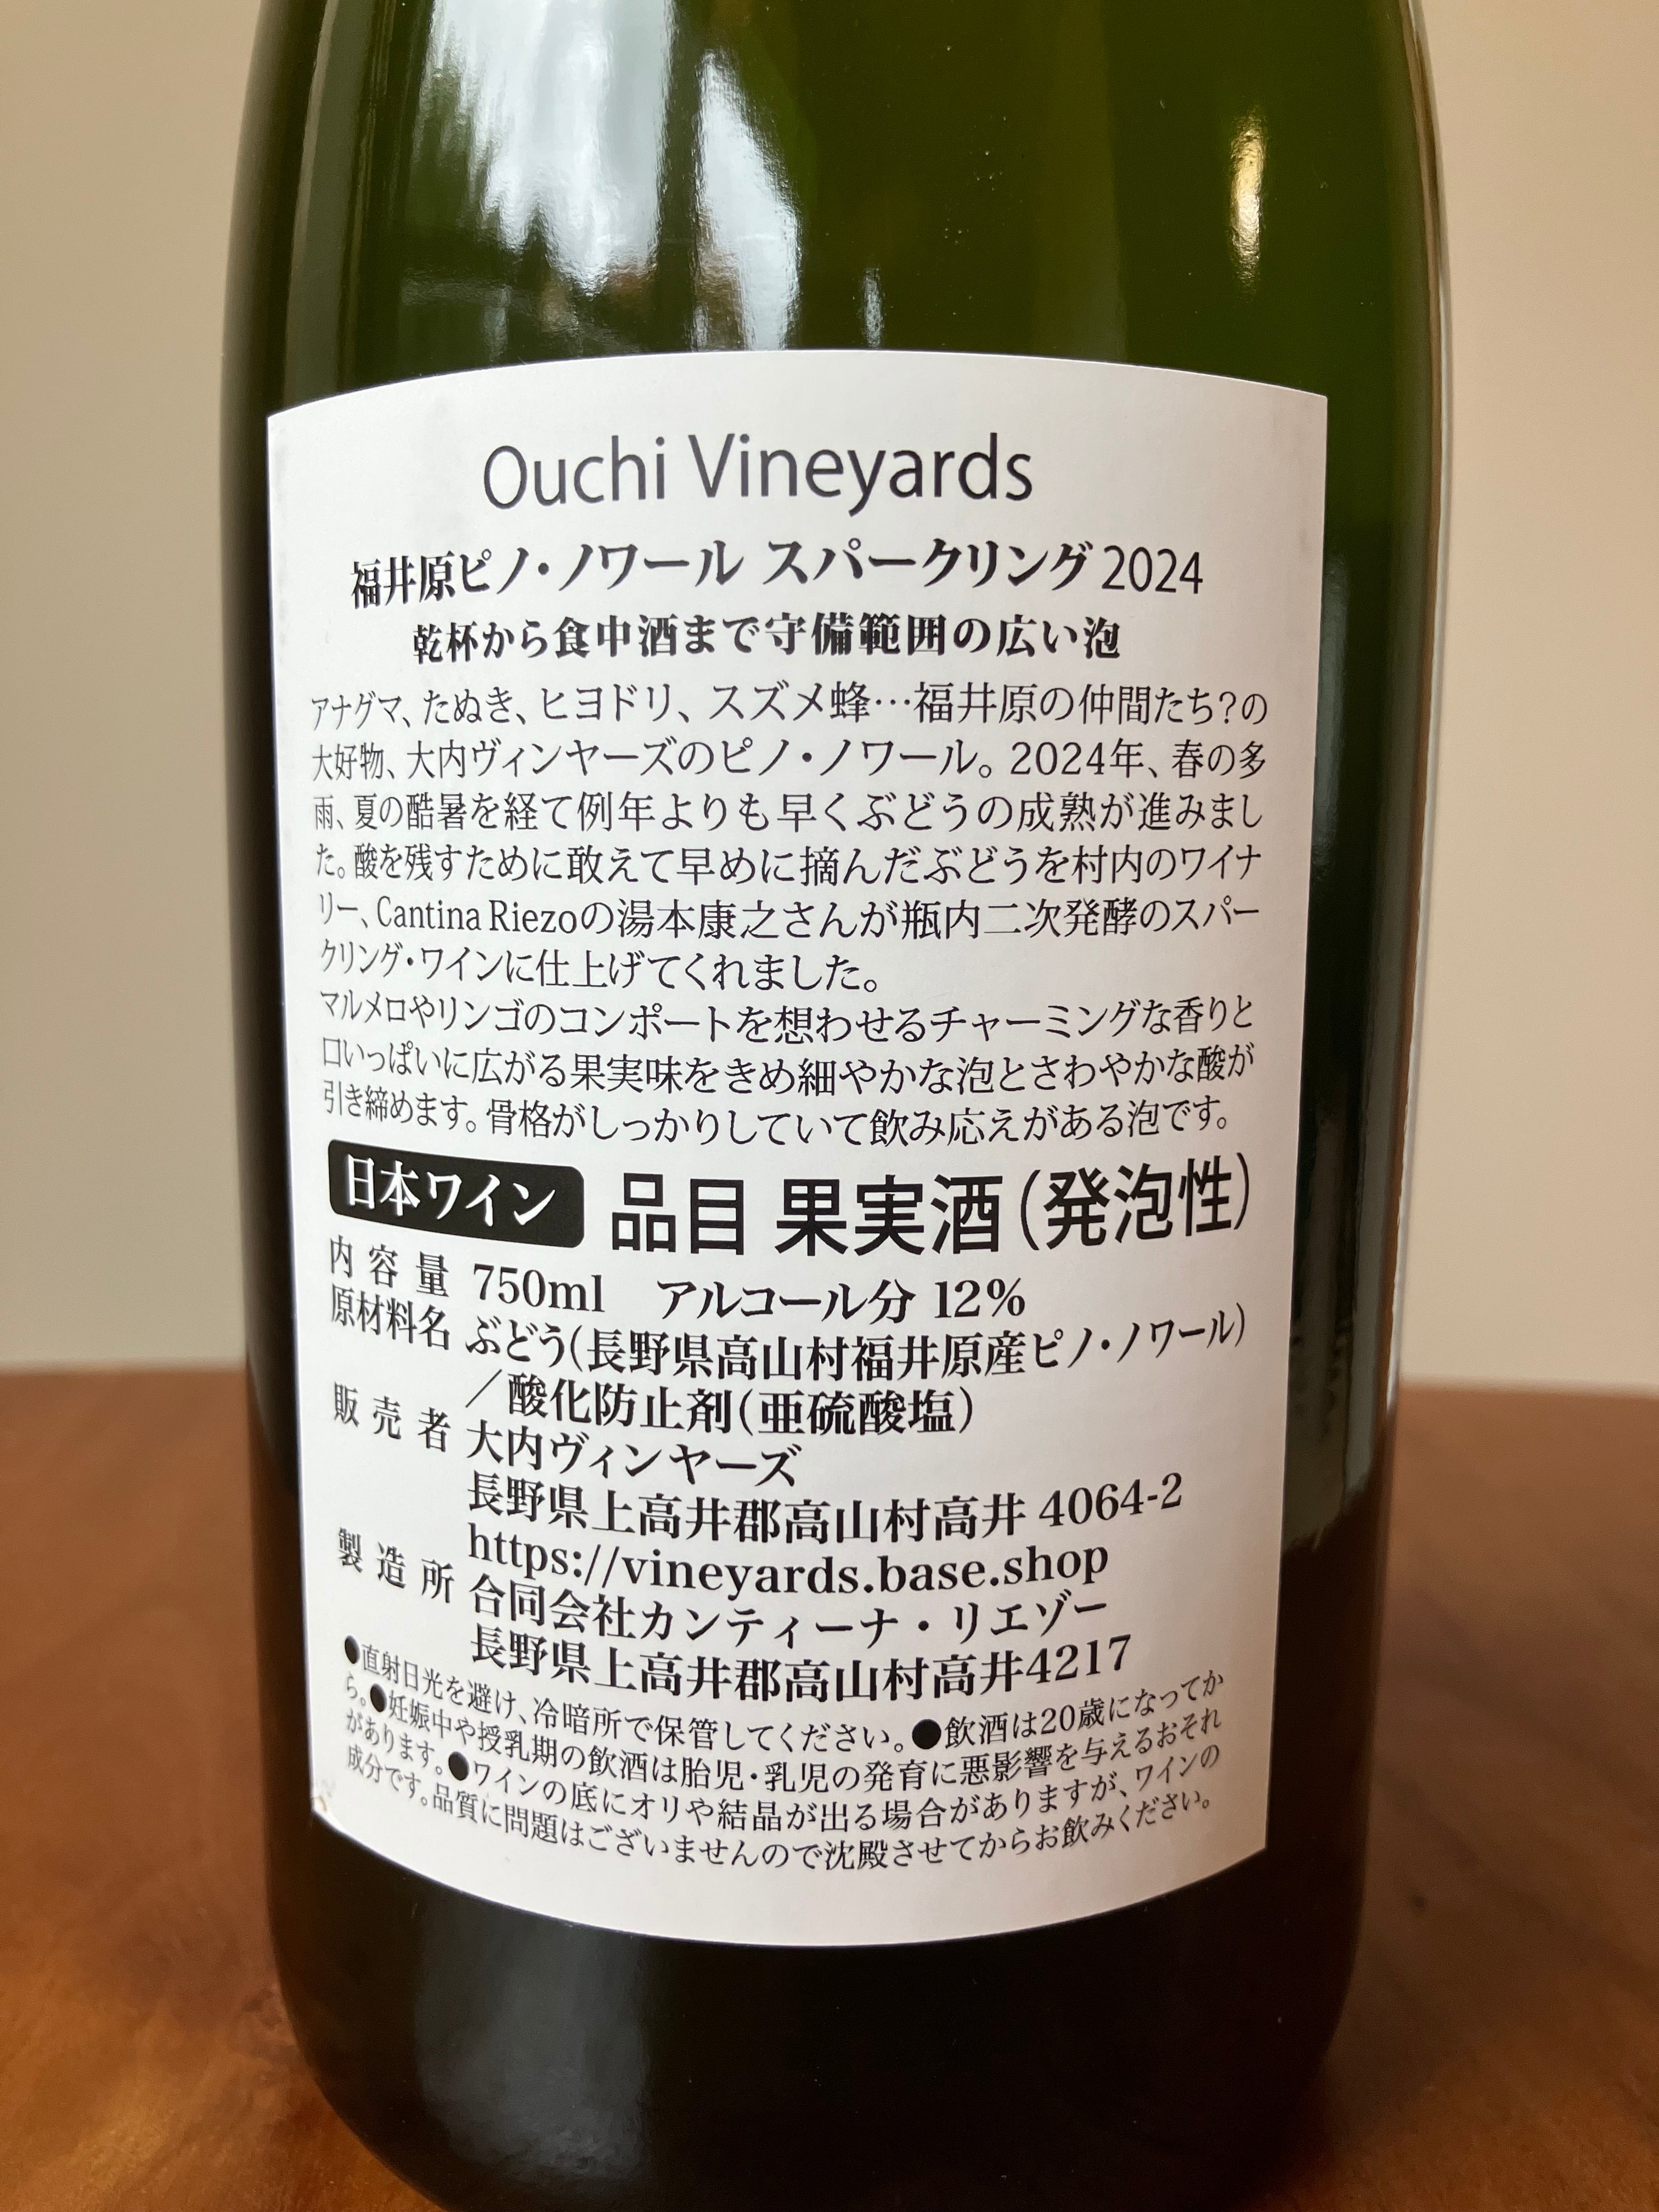 Ouchi Vineyards
福井原ピノ・ノワール スパークリング2024
乾杯から食中酒まで守備範囲の広い泡
アナグマ、たぬき、ヒヨドリ、スズメ蜂…福井原の仲間たち?の
大好物、大内ヴィンヤーズのピノ・ノワール。2024年、春の多
雨、夏の酷暑を経て例年よりも早くぶどうの成熟が進みまし
た。酸を残すために敢えて早めに摘んだぶどうを村内のワイナ
リー、Cantina Riezoの湯本康之さんが瓶内二次発酵のスパー
クリング・ワインに仕上げてくれました。
マルメロやリンゴのコンポートを想わせるチャーミングな香りと
口いっぱいに広がる果実味をきめ細やかな泡とさわやかな酸が
引き締めます。骨格がしっかりしていて飲み応えがある泡です。
日本ワイン 品目 果実酒(発泡性)
内容量 750ml アルコール分 12%
原材料名 ぶどう(長野県高山村福井原産ピノ・ノワール)
/酸化防止剤(亜硫酸塩)
販売者 大内ヴィンヤーズ
長野県上高井郡高山村高井 4064-2
https://vineyards.base.shop
製造所 合同会社カンティーナ・リエゾー
長野県上高井郡高山村高井4217
●直射日光を避け、冷暗所で保管してください。●飲酒は20歳になってか
ら。●妊娠中や授乳期の飲酒は胎児・乳児の発育に悪影響を与えるおそれ
があります。●ワインの底にオリや結晶が出る場合がありますが、ワインの
成分です。品質に問題はございませんので沈殿させてからお飲みください。